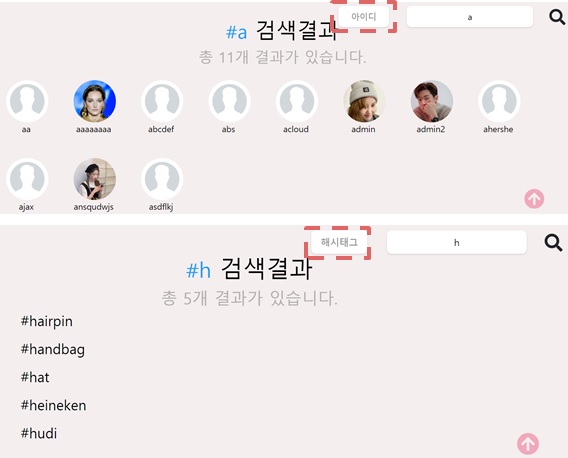 아이디 a
#a 검색결과
총 11개 결과가 있습니다.
aa aaaaaaaa abcdef abs acloud admin admin2 ahershe
ajax ansqudwjs asdflkj
해시태그 h
#h 검색결과
총 5개 결과가 있습니다.
#hairpin
#handbag
#hat
#heineken
#hudi